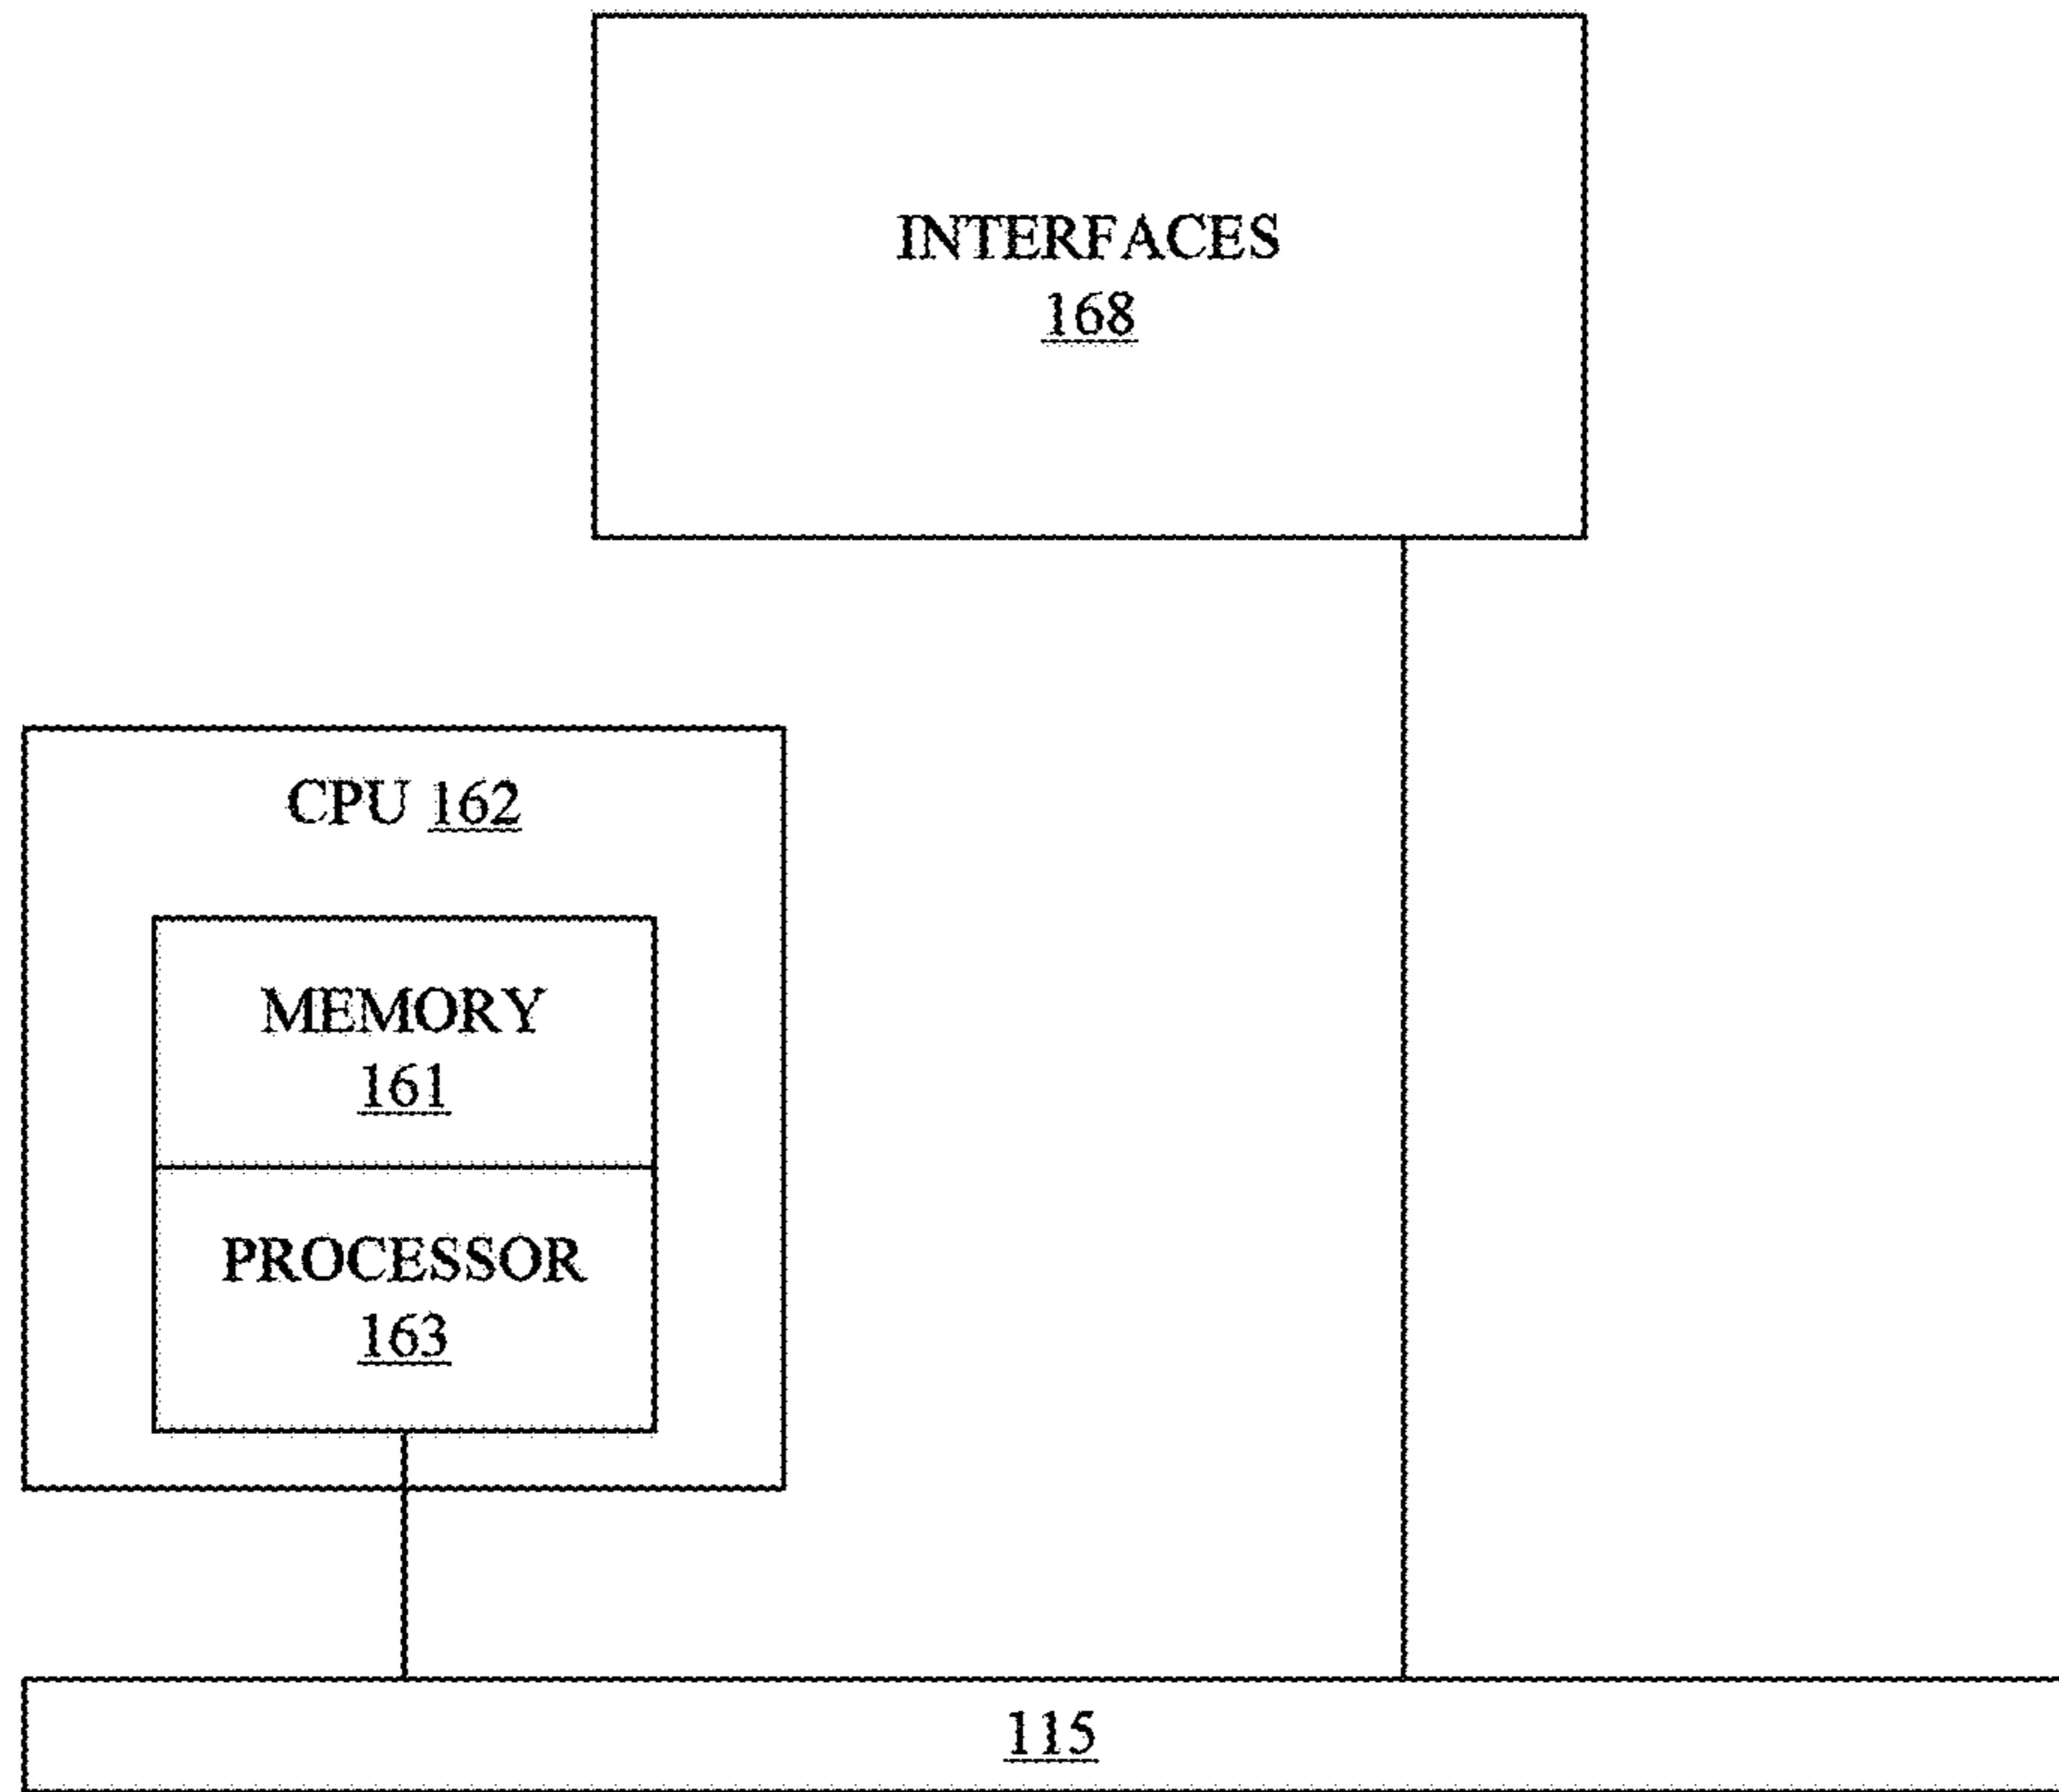 INTERFACES
168
CPU 162
MEMORY
161
PROCESSOR
163
115